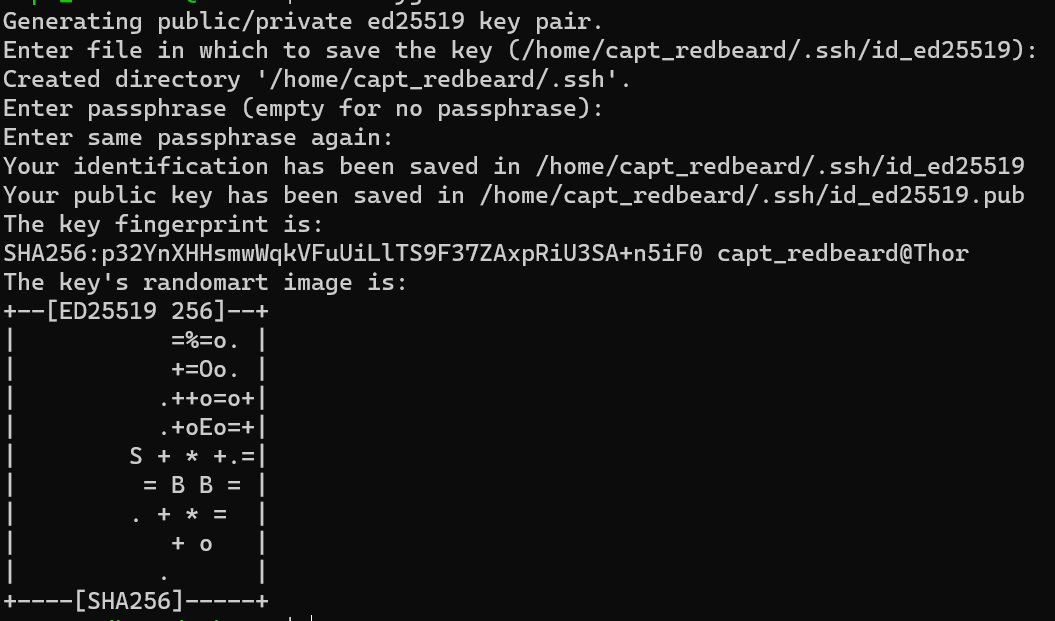 Generating public/private ed25519 key pair.
Enter file in which to save the key (/home/capt_redbeard/.ssh/id_ed25519):
Created directory '/home/capt_redbeard/.ssh'.
Enter passphrase (empty for no passphrase):
Enter same passphrase again:
Your identification has been saved in /home/capt_redbeard/.ssh/id_ed25519
Your public key has been saved in /home/capt_redbeard/.ssh/id_ed25519.pub
The key fingerprint is:
SHA256:p32YnXHHsmwWqkVFuUiLlTS9F37ZAxpRiU3SA+n5iF0 capt_redbeard@Thor
The key's randomart image is:
+--[ED25519 256]--+
|           =%=o. |
|           +=Oo. |
|          .++o=o+|
|          .+oEo=+|
|        S + * +.=|
|         = B B = |
|        . + * =  |
|           + o   |
|          .      |
+----[SHA256]-----+